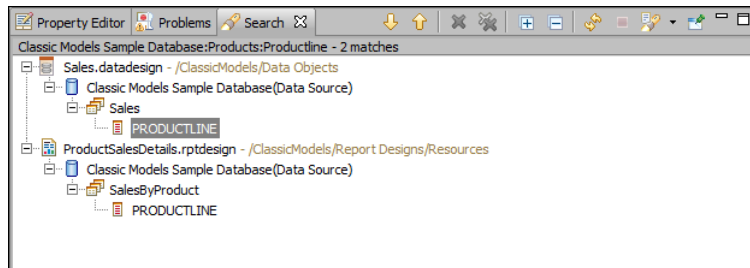 Property Editor Problems Search
Classic Models Sample Database:Products:Productline - 2 matches
Sales.datadesign - /ClassicModels/Data Objects
Classic Models Sample Database(Data Source)
Sales
PRODUCTLINE
ProductSalesDetails.rptdesign - /ClassicModels/Report Designs/Resources
Classic Models Sample Database(Data Source)
SalesByProduct
PRODUCTLINE